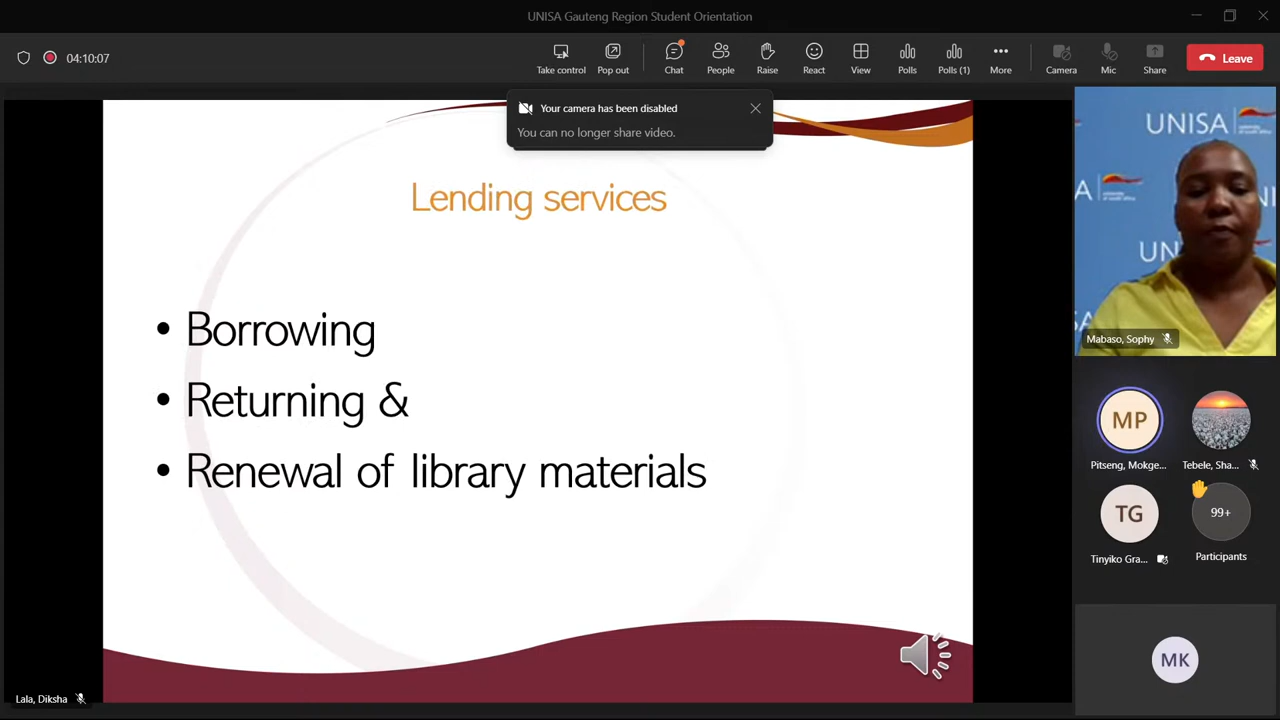 UNISA Gauteng Region Student Orientation
04:10:07
Take control
Pop out
Chat
People
Raise
React
View
Polls
Polls (1)
More
Camera
Mic
Share
Leave
Your camera has been disabled
You can no longer share video.
Lending services
• Borrowing
• Returning &
• Renewal of library materials
UNISA
Mabaso, Sophy
MP
Pitseng, Mokge...
Tebele, Sha...
TG
Tinyiko Gra...
99+
Participants
MK
Lala, Diksha